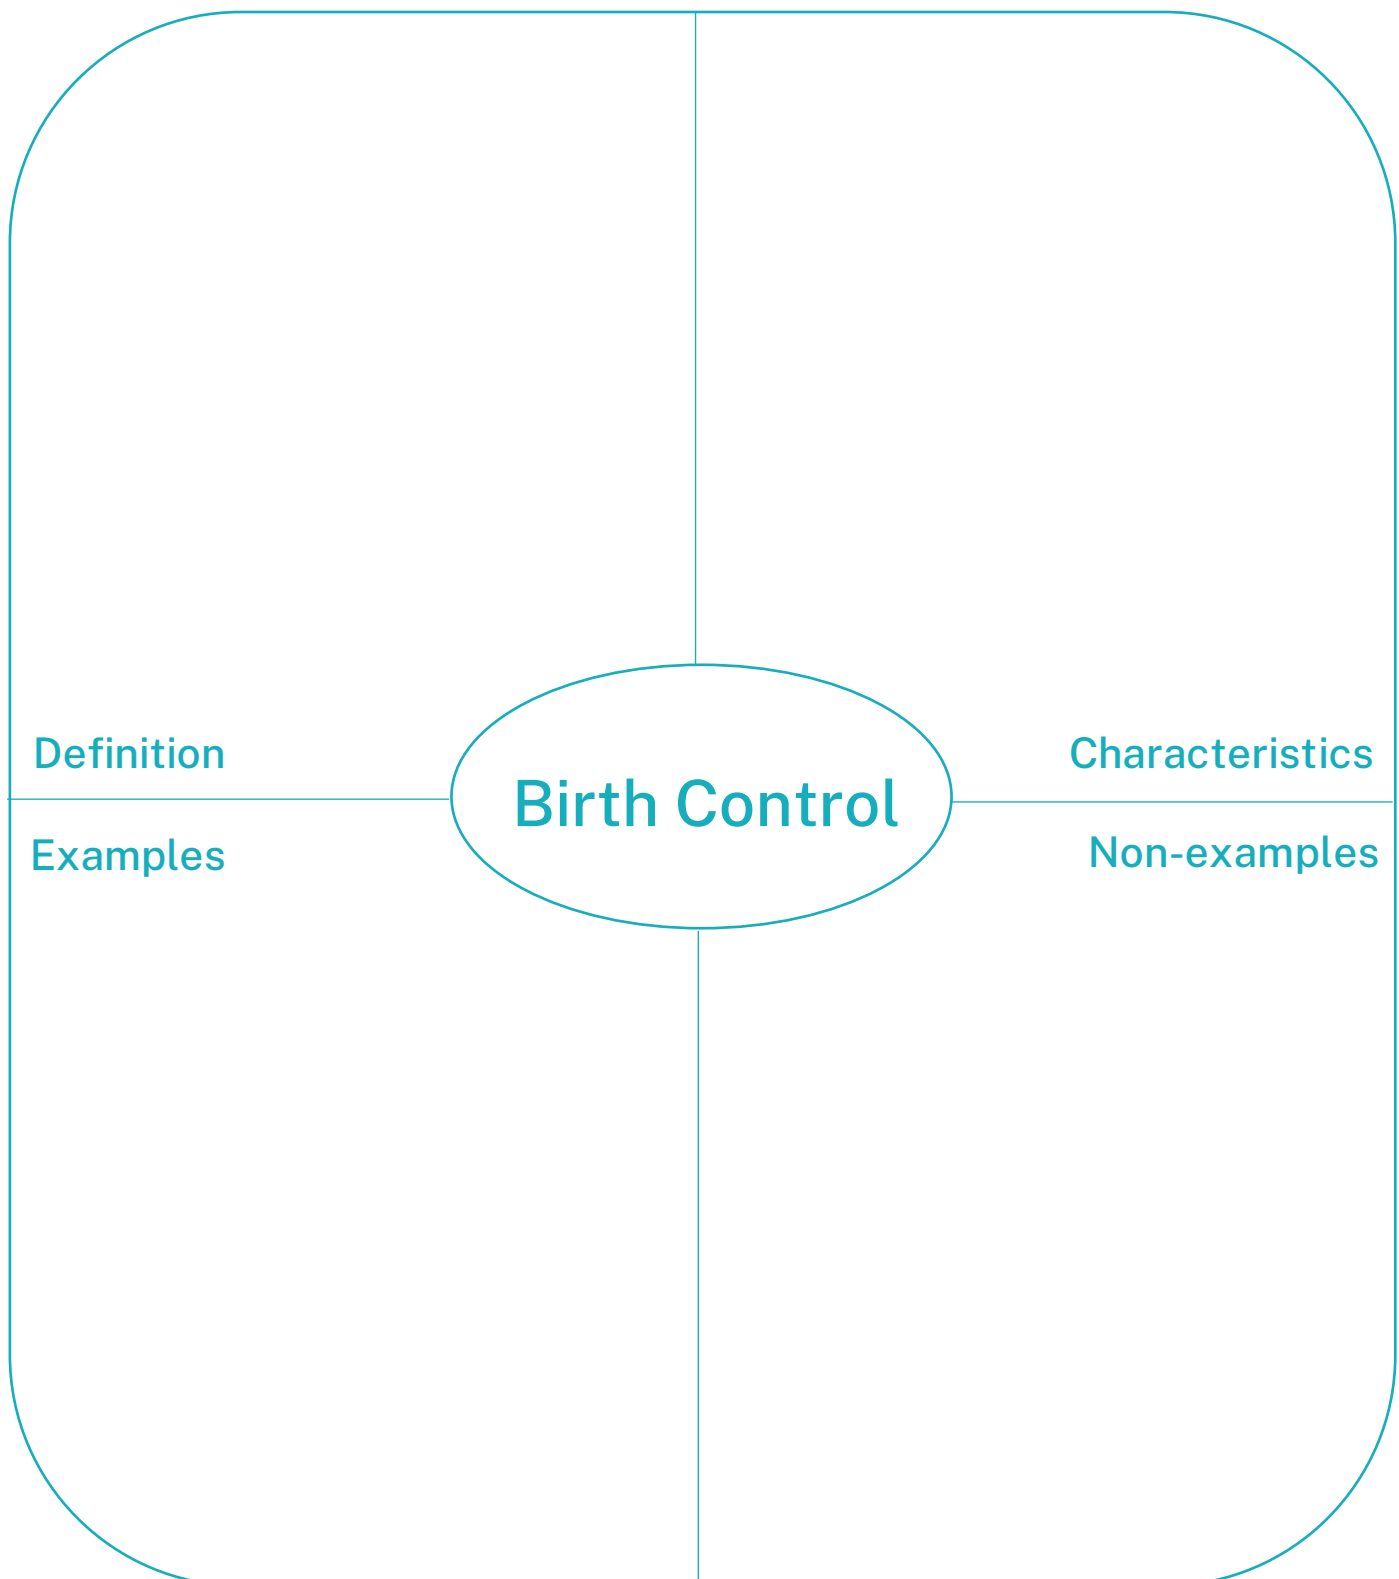 Definition
Characteristics
Birth Control
Examples
Non-examples